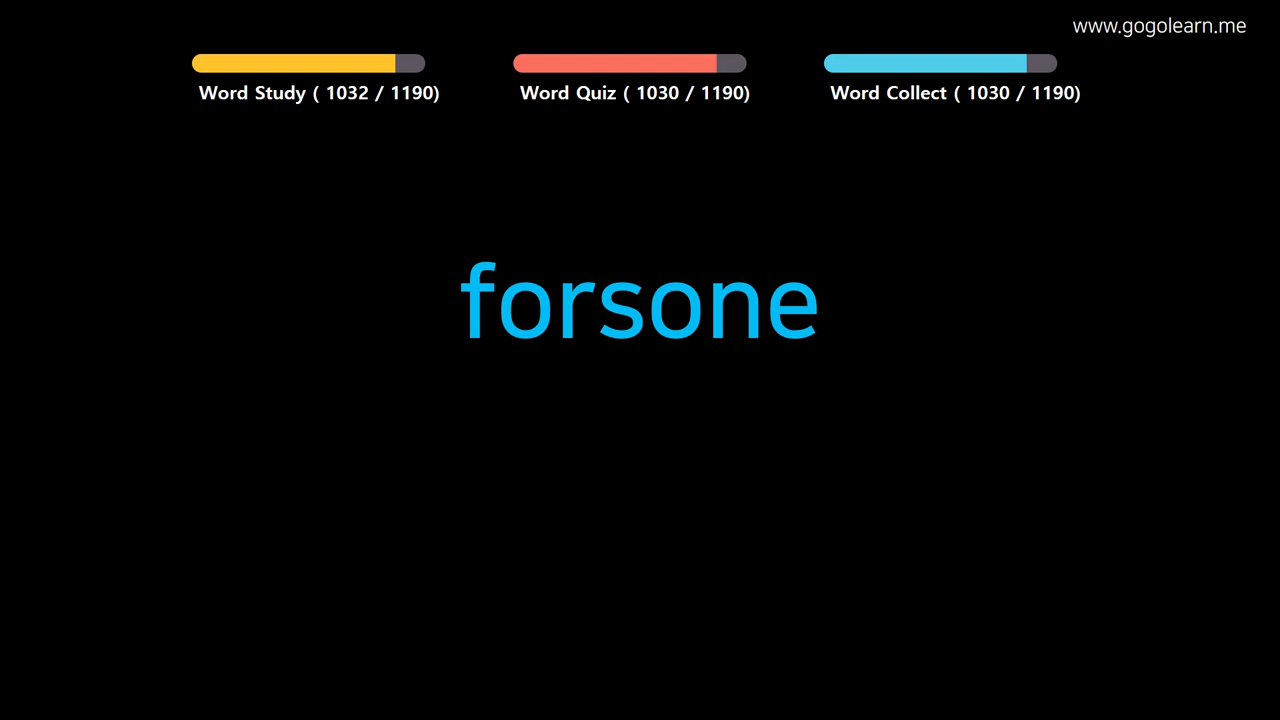 www.gogolearn.me
Word Study ( 1032 / 1190)
Word Quiz ( 1030 / 1190)
Word Collect ( 1030 / 1190)
forsone